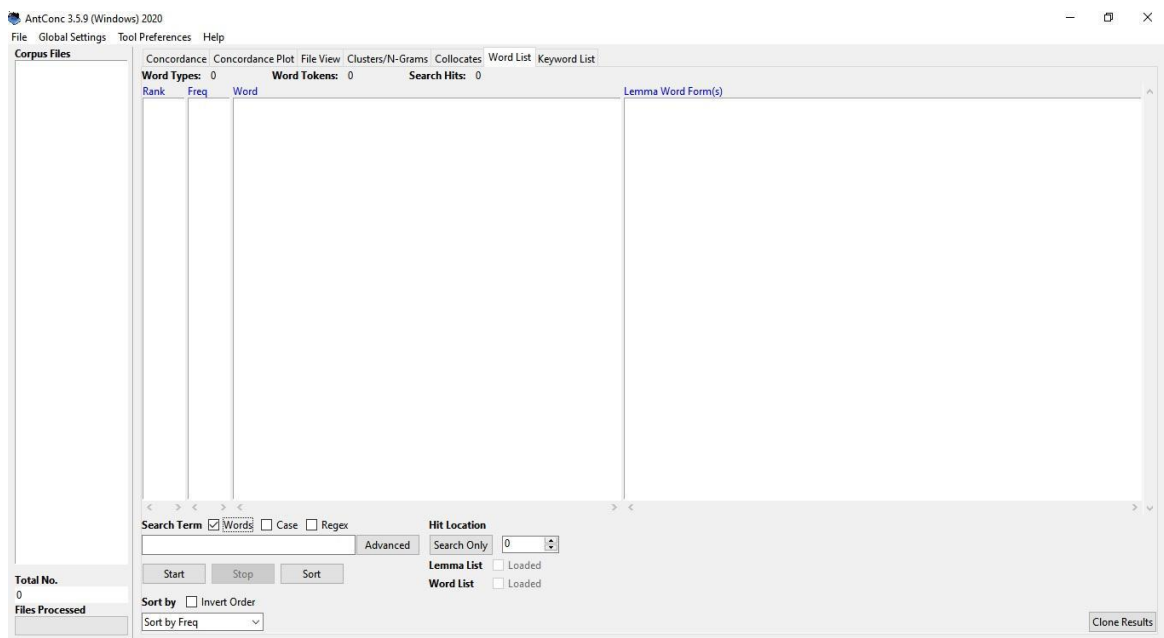 AntConc 3.5.9 (Windows) 2020
File Global Settings Tool Preferences Help
Corpus Files
Concordance Concordance Plot File View Clusters/N-Grams Collocates Word List Keyword List
Word Types: 0 Word Tokens: 0 Search Hits: 0
Rank Freq Word Lemma Word Form(s)
Search Term Words Case Regex Hit Location
Advanced Search Only 0
Lemma List Loaded
Start Stop Sort Word List Loaded
Total No.
0
Sort by Invert Order
Files Processed
Sort by Freq Clone Results